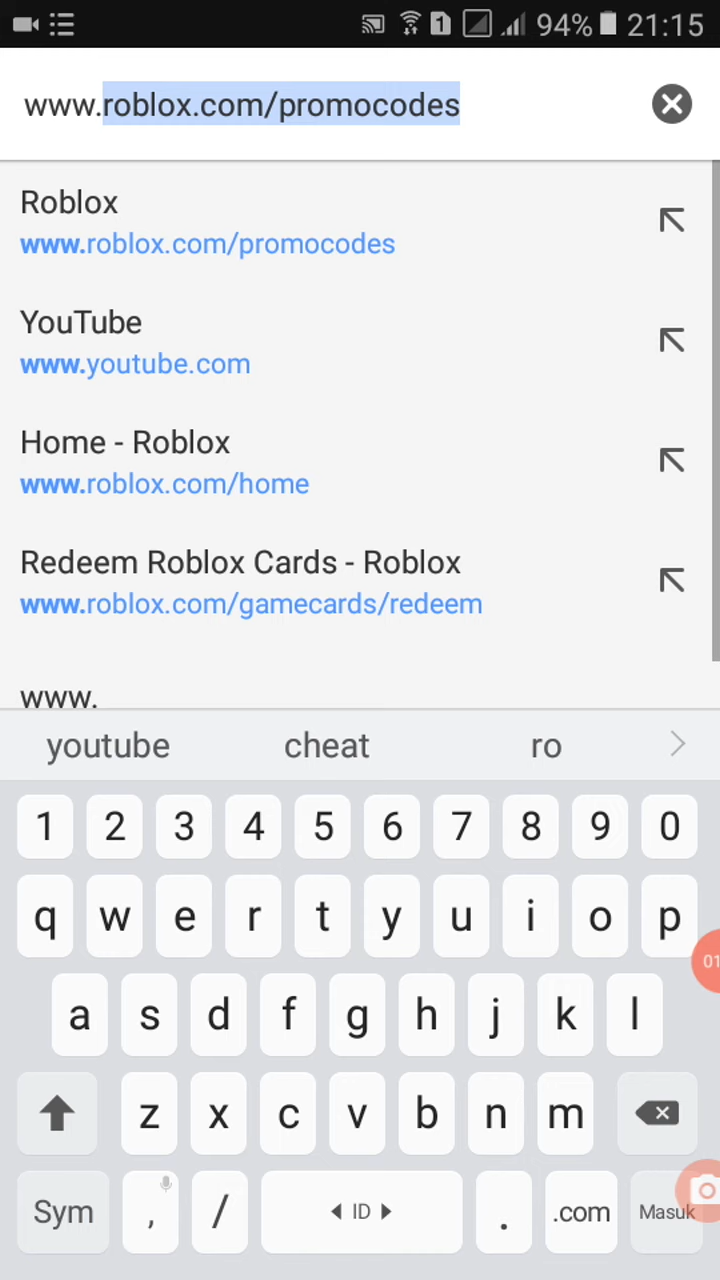 1 94% 21:15
www.roblox.com/promocodes
Roblox
www.roblox.com/promocodes
YouTube
www.youtube.com
Home - Roblox
www.roblox.com/home
Redeem Roblox Cards - Roblox
www.roblox.com/gamecards/redeem
www.
youtube cheat ro
1 2 3 4 5 6 7 8 9 0
q w e r t y u i o p
01
a s d f g h j k l
z x c v b n m
Sym , / ID . .com Masuk